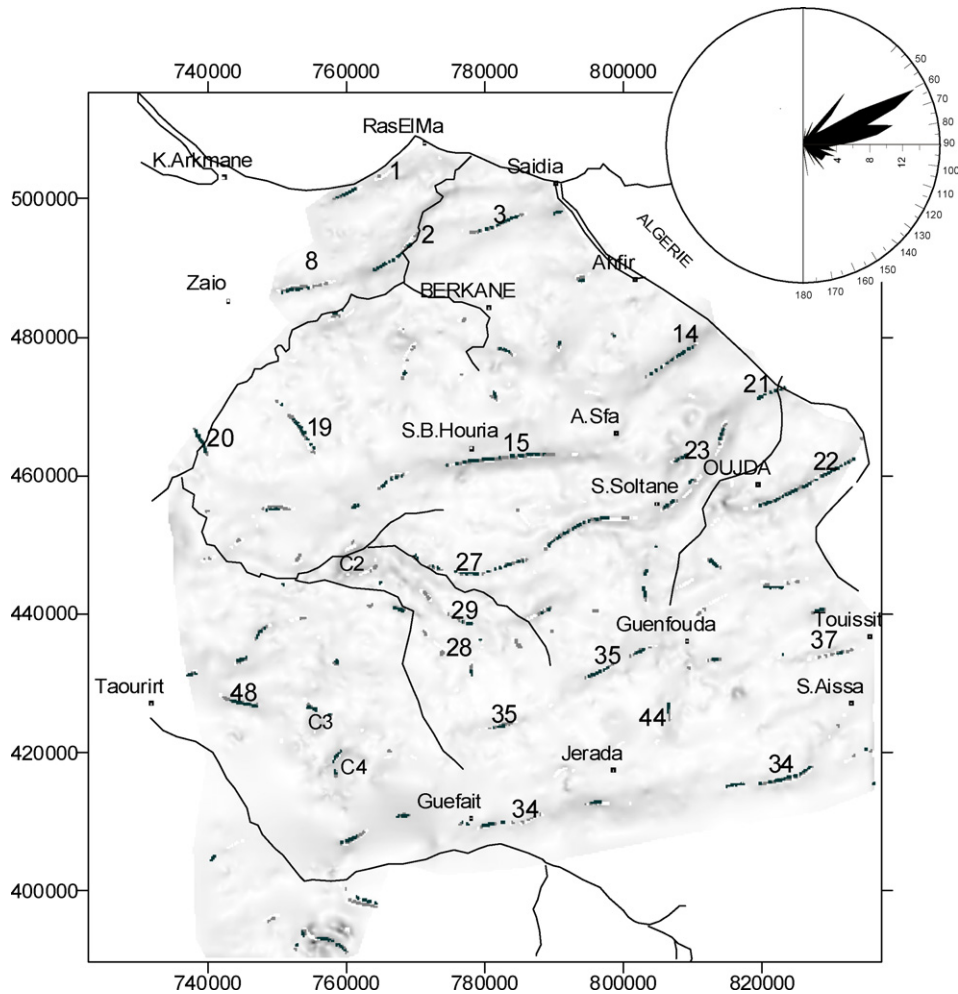 740000 760000 780000 800000
50
60
70
80
90
100
110
120
130
140
150
160
170
180
4 8 12
RasElMa
K.Arkmane
Saidia
1
500000
3
2
ALGERIE
8
Ahfir
Zaio
BERKANE
480000
14
21
19
A.Sfa
20
S.B.Houria
15
23
22
460000
OUJDA
S.Soltane
C2
27
440000
29
Guenfouda
Touissit
28
37
35
Taourirt
48
S.Aissa
C3
35
44
420000
Jerada
C4
34
Guefait
34
400000
740000 760000 780000 800000 820000